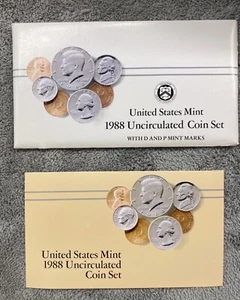 United States Mint
1988 Uncirculated Coin Set
WITH D AND P MINT MARKS
United States Mint
1988 Uncirculated
Coin Set